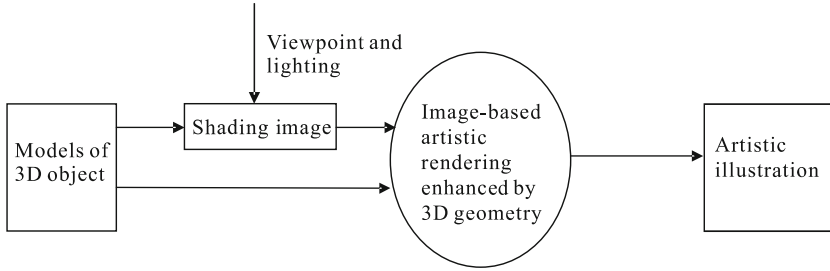 Viewpoint and
lighting
Models of
3D object
Shading image
Image-based
artistic
rendering
enhanced by
3D geometry
Artistic
illustration